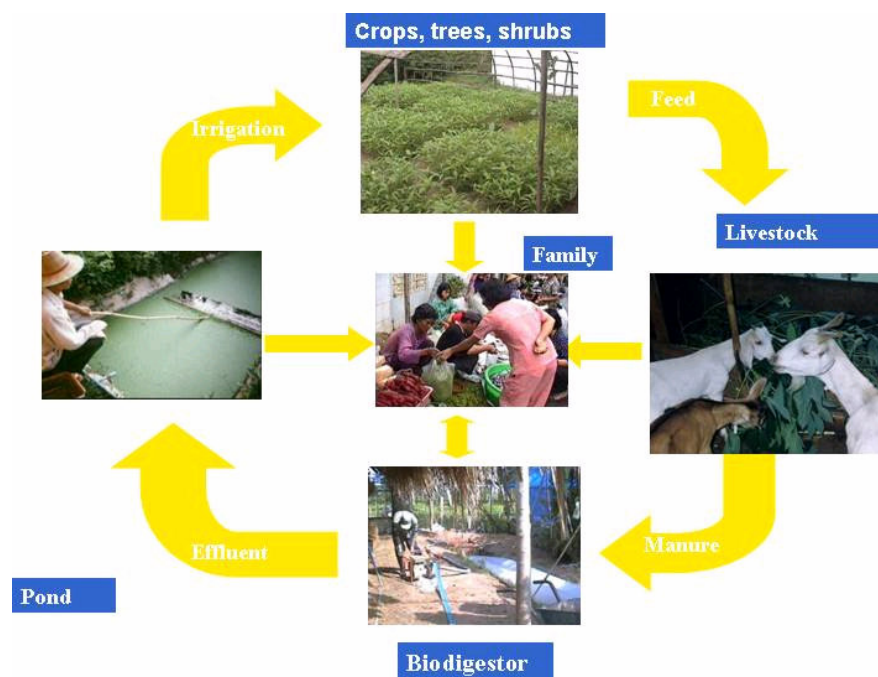 Crops, trees, shrubs
Irrigation
Feed
Livestock
Family
Effluent
Manure
Pond
Biodigestor